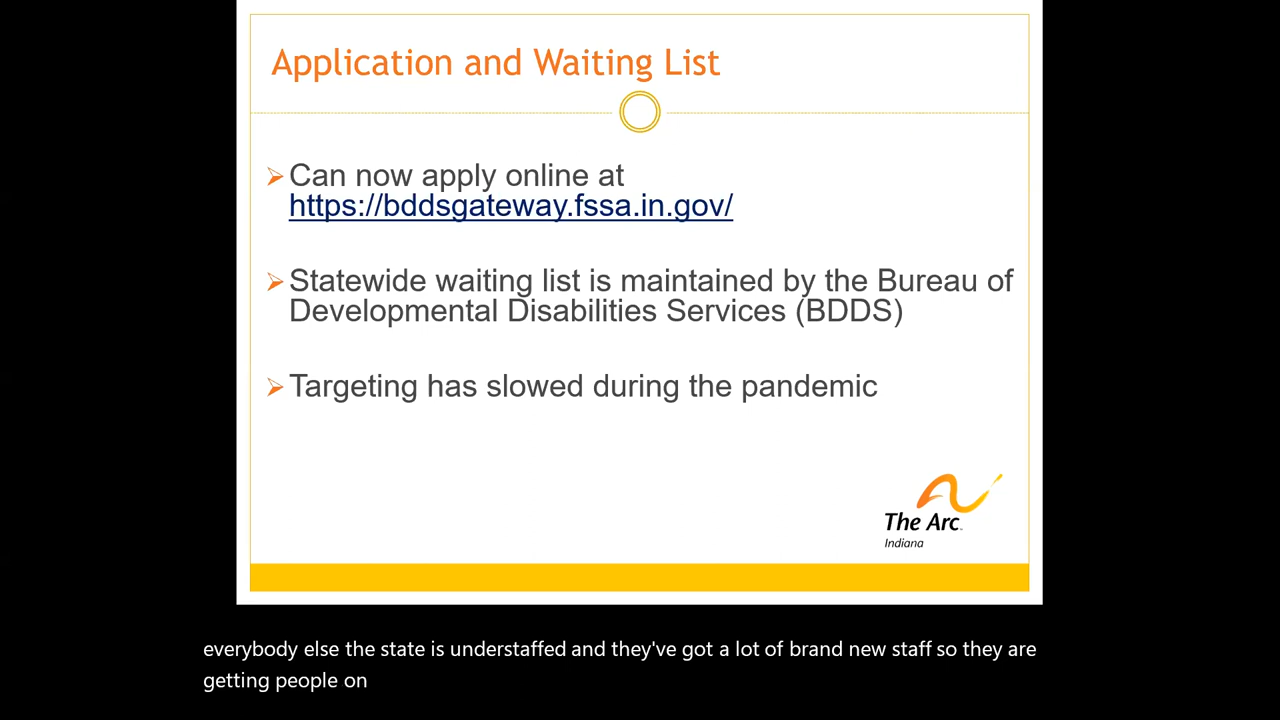 Application and Waiting List
Can now apply online at
https://bddsgateway.fssa.in.gov/
Statewide waiting list is maintained by the Bureau of
Developmental Disabilities Services (BDDS)
Targeting has slowed during the pandemic
The Arc
Indiana
everybody else the state is understaffed and they've got a lot of brand new staff so they are
getting people on